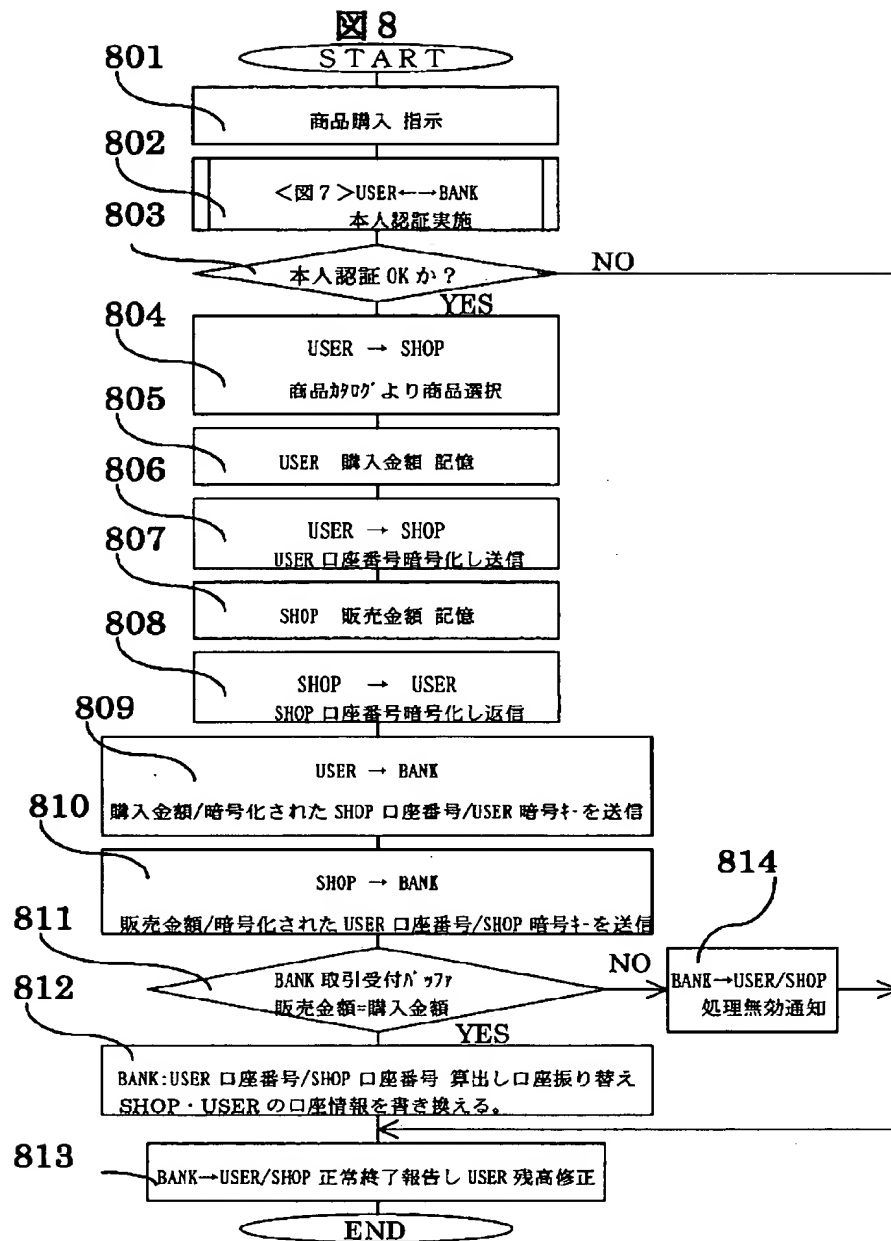 図8
START
801
商品購入 指示
802
<図7>USER←→BANK
本人認証実施
803
本人認証 OKか?
NO
YES
804
USER → SHOP
商品ｶﾀﾛｸﾞより商品選択
805
USER 購入金額 記憶
806
USER → SHOP
USER 口座番号暗号化し送信
807
SHOP 販売金額 記憶
808
SHOP → USER
SHOP 口座番号暗号化し返信
809
USER → BANK
購入金額/暗号化された SHOP 口座番号/USER 暗号ｷｰを送信
810
SHOP → BANK
販売金額/暗号化された USER 口座番号/SHOP 暗号ｷｰを送信
811
BANK 取引受付ﾊﾞｯﾌｧ
販売金額=購入金額
NO
YES
814
BANK→USER/SHOP
処理無効通知
812
BANK:USER 口座番号/SHOP 口座番号 算出し口座振り替え
SHOP・USER の口座情報を書き換える。
813
BANK→USER/SHOP 正常終了報告し USER 残高修正
END